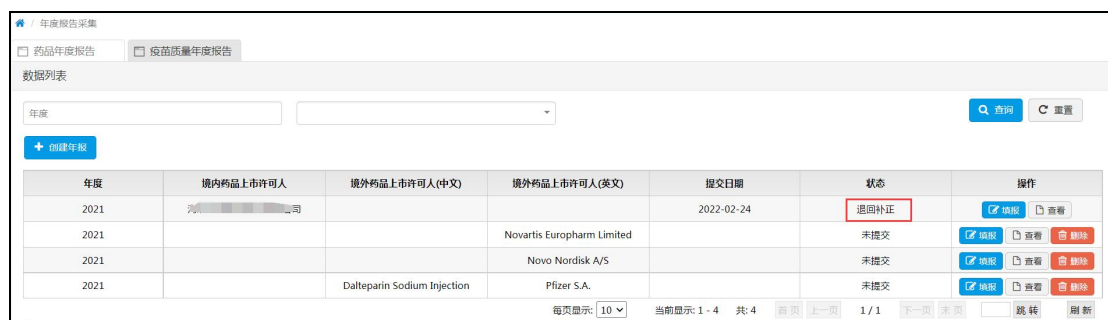 / 年度报告采集
药品年度报告 疫苗质量年度报告
数据列表
年度 查询 重置
创建年报
年度 境内药品上市许可人 境外药品上市许可人(中文) 境外药品上市许可人(英文) 提交日期 状态 操作
2021 司 2022-02-24 退回补正 填报 查看
2021 Novartis Europharm Limited 未提交 填报 查看 删除
2021 Novo Nordisk A/S 未提交 填报 查看 删除
2021 Dalteparin Sodium Injection Pfizer S.A. 未提交 填报 查看 删除
每页显示: 10 当前显示: 1 - 4 共: 4 首页 上一页 1 / 1 下一页 末页 跳转 刷新